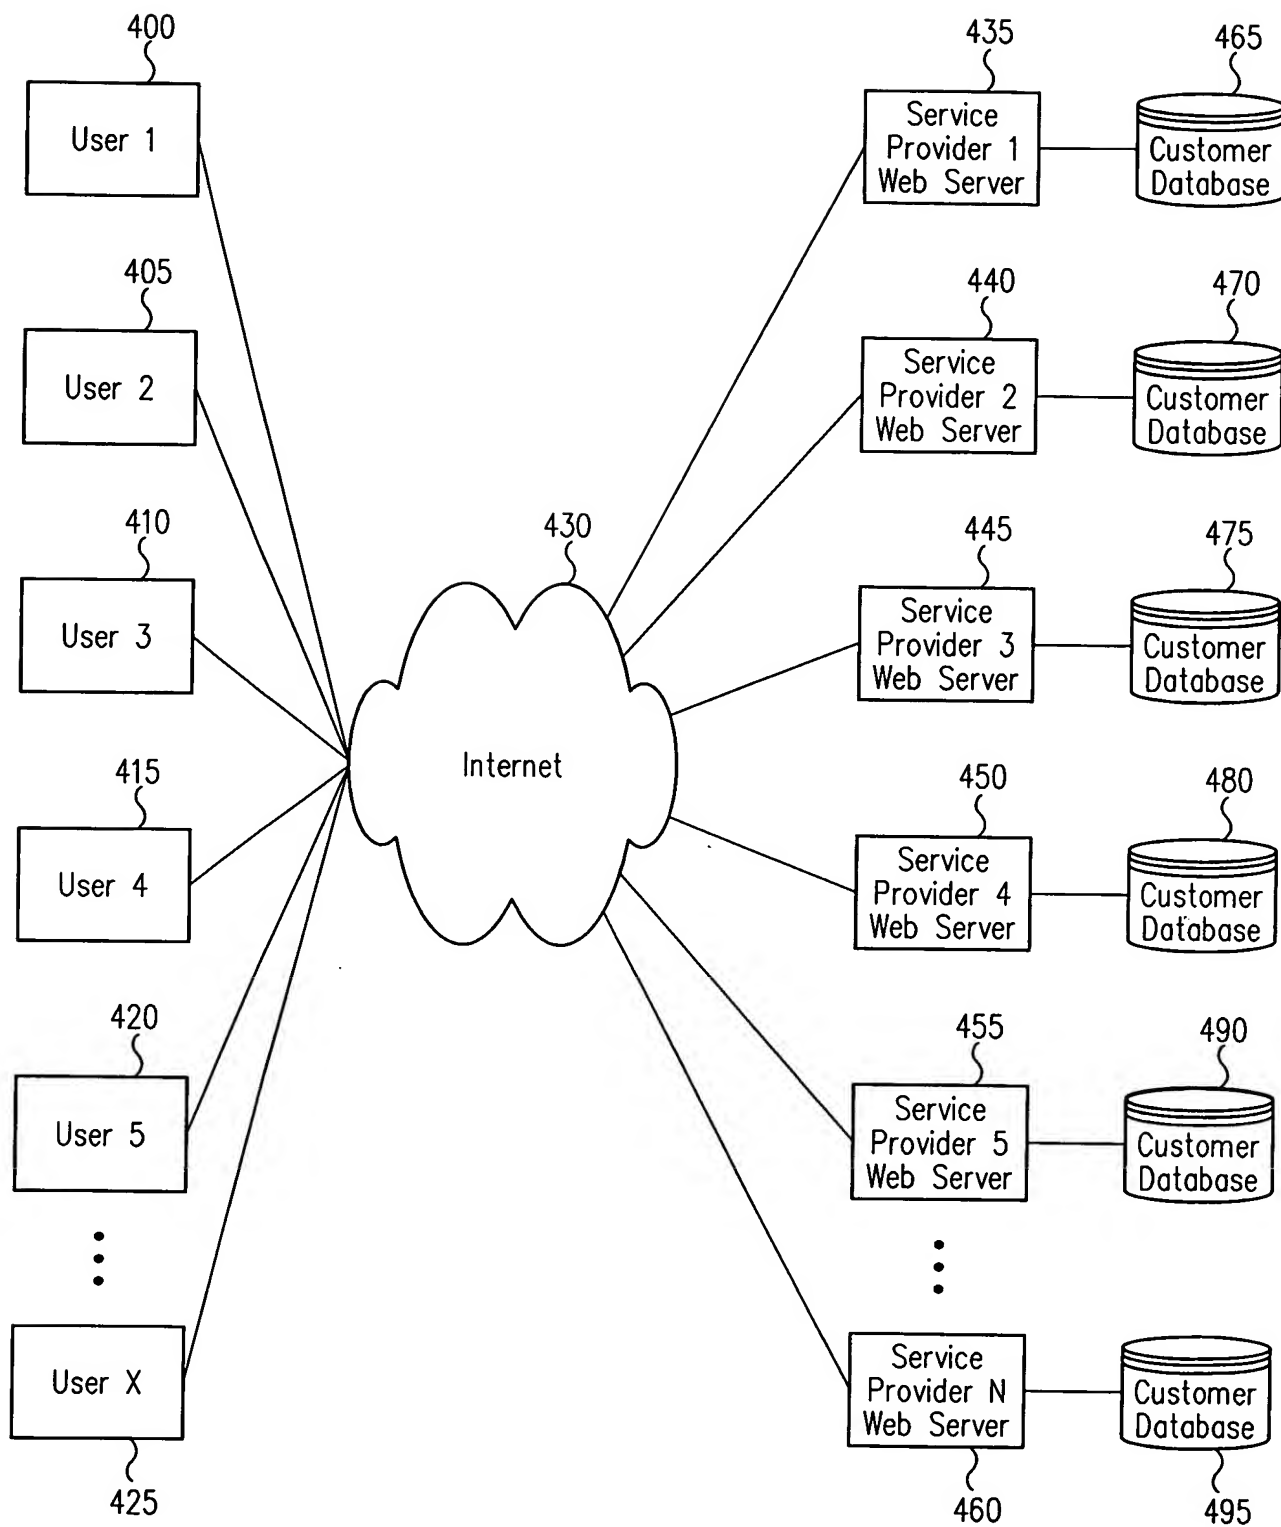 400
User 1
405
User 2
410
User 3
415
User 4
420
User 5
User X
425
430
Internet
435
Service
Provider 1
Web Server
465
Customer
Database
440
Service
Provider 2
Web Server
470
Customer
Database
445
Service
Provider 3
Web Server
475
Customer
Database
450
Service
Provider 4
Web Server
480
Customer
Database
455
Service
Provider 5
Web Server
490
Customer
Database
Service
Provider N
Web Server
460
Customer
Database
495